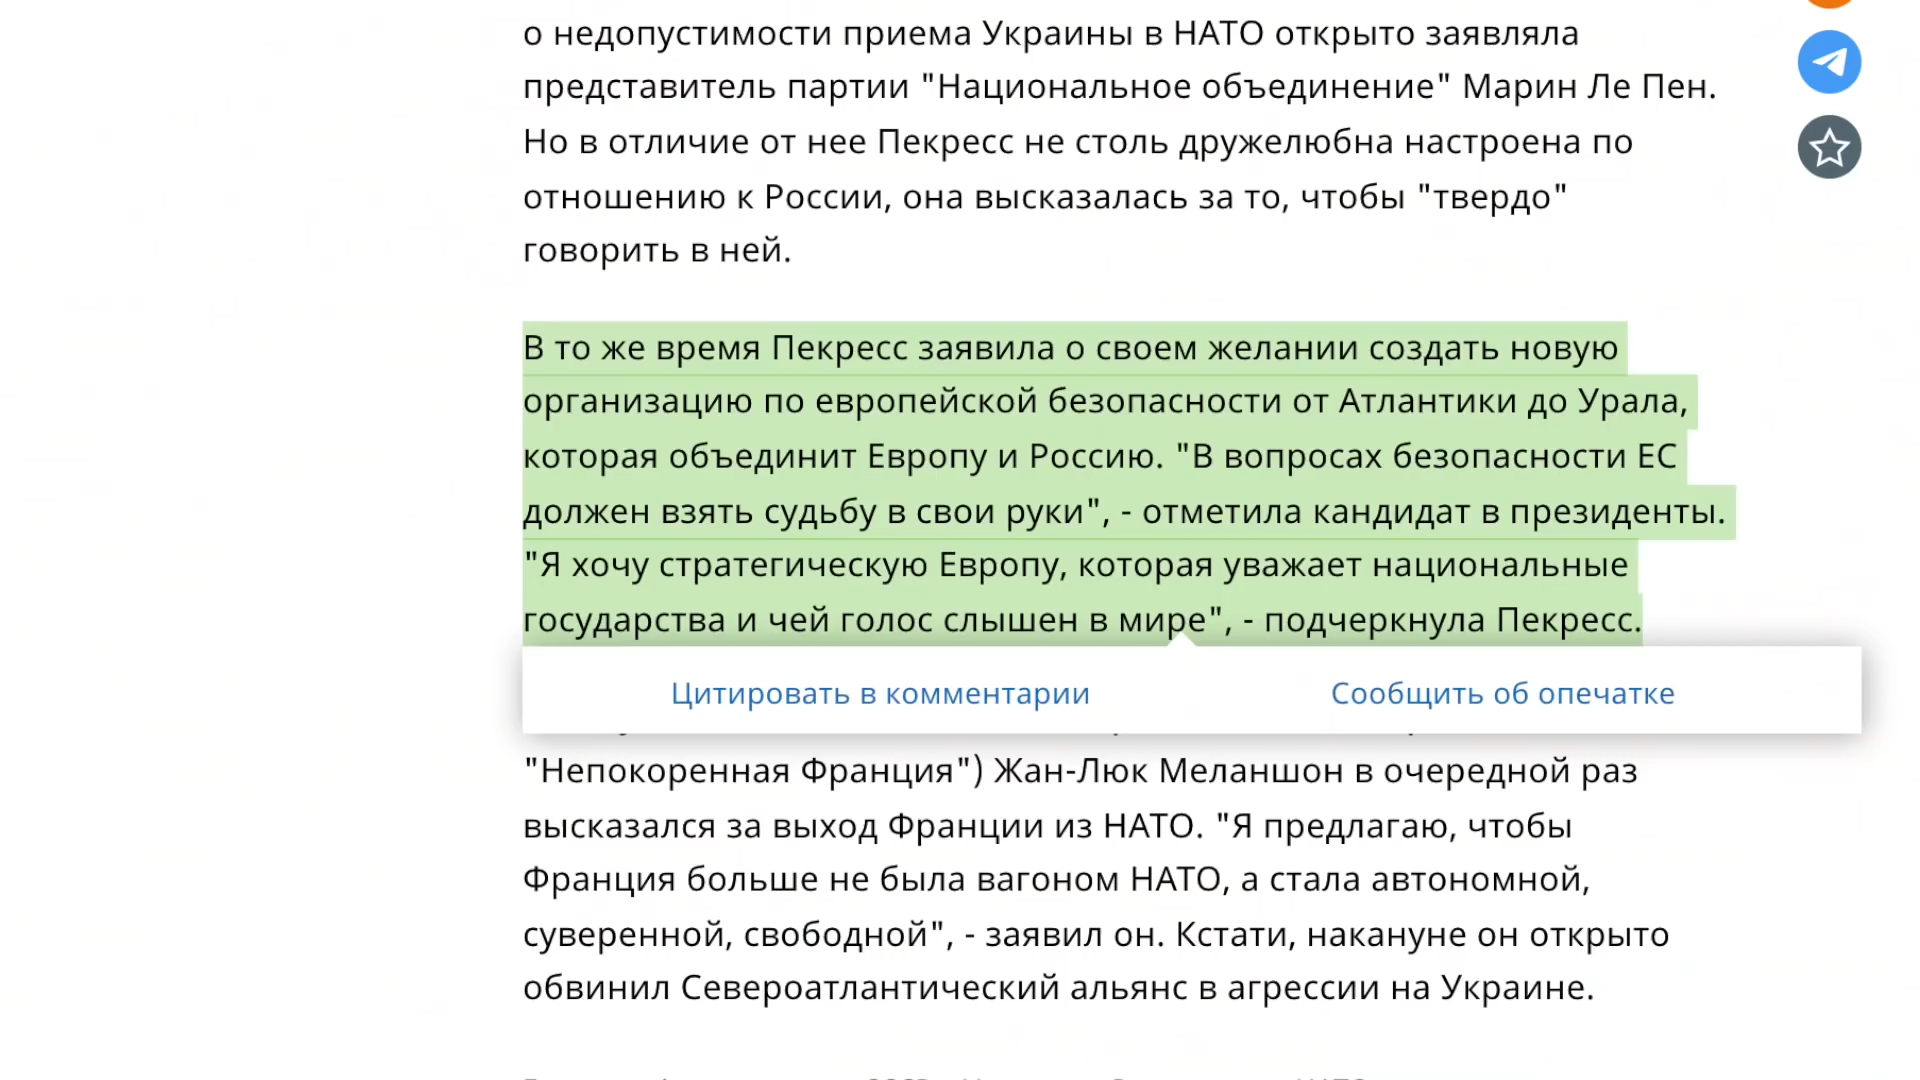 о недопустимости приема Украины в НАТО открыто заявляла
представитель партии "Национальное объединение" Марин Ле Пен.
Но в отличие от нее Пекресс не столь дружелюбна настроена по
отношению к России, она высказалась за то, чтобы "твердо"
говорить в ней.
В то же время Пекресс заявила о своем желании создать новую
организацию по европейской безопасности от Атлантики до Урала,
которая объединит Европу и Россию. "В вопросах безопасности ЕС
должен взять судьбу в свои руки", - отметила кандидат в президенты.
"Я хочу стратегическую Европу, которая уважает национальные
государства и чей голос слышен в мире", - подчеркнула Пекресс.
Цитировать в комментарии Сообщить об опечатке
"Непокоренная Франция") Жан-Люк Меланшон в очередной раз
высказался за выход Франции из НАТО. "Я предлагаю, чтобы
Франция больше не была вагоном НАТО, а стала автономной,
суверенной, свободной", - заявил он. Кстати, накануне он открыто
обвинил Североатлантический альянс в агрессии на Украине.